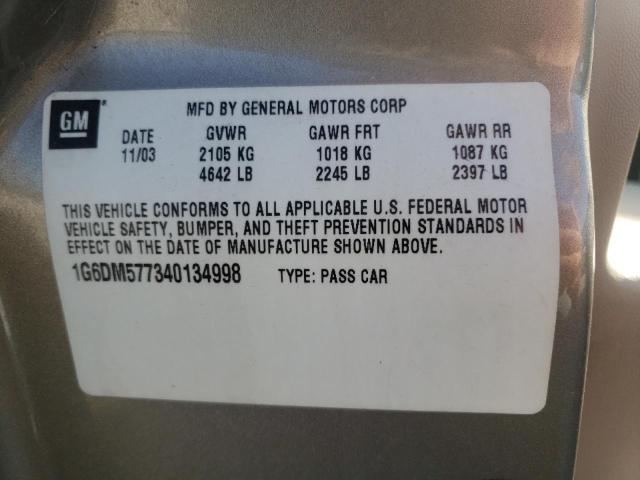 GM
MFD BY GENERAL MOTORS CORP
DATE GVWR GAWR FRT GAWR RR
11/03 2105 KG 1018 KG 1087 KG
4642 LB 2245 LB 2397 LB
THIS VEHICLE CONFORMS TO ALL APPLICABLE U.S. FEDERAL MOTOR
VEHICLE SAFETY, BUMPER, AND THEFT PREVENTION STANDARDS IN
EFFECT ON THE DATE OF MANUFACTURE SHOWN ABOVE.
1G6DM577340134998 TYPE: PASS CAR